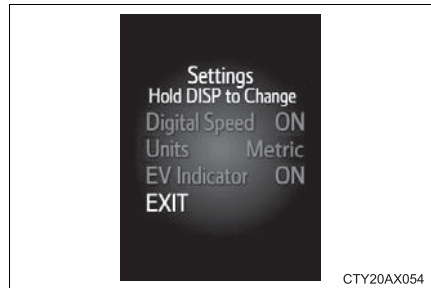 Settings
Hold DISP to Change
Digital Speed ON
Units Metric
EV Indicator ON
EXIT
CTY20AX054